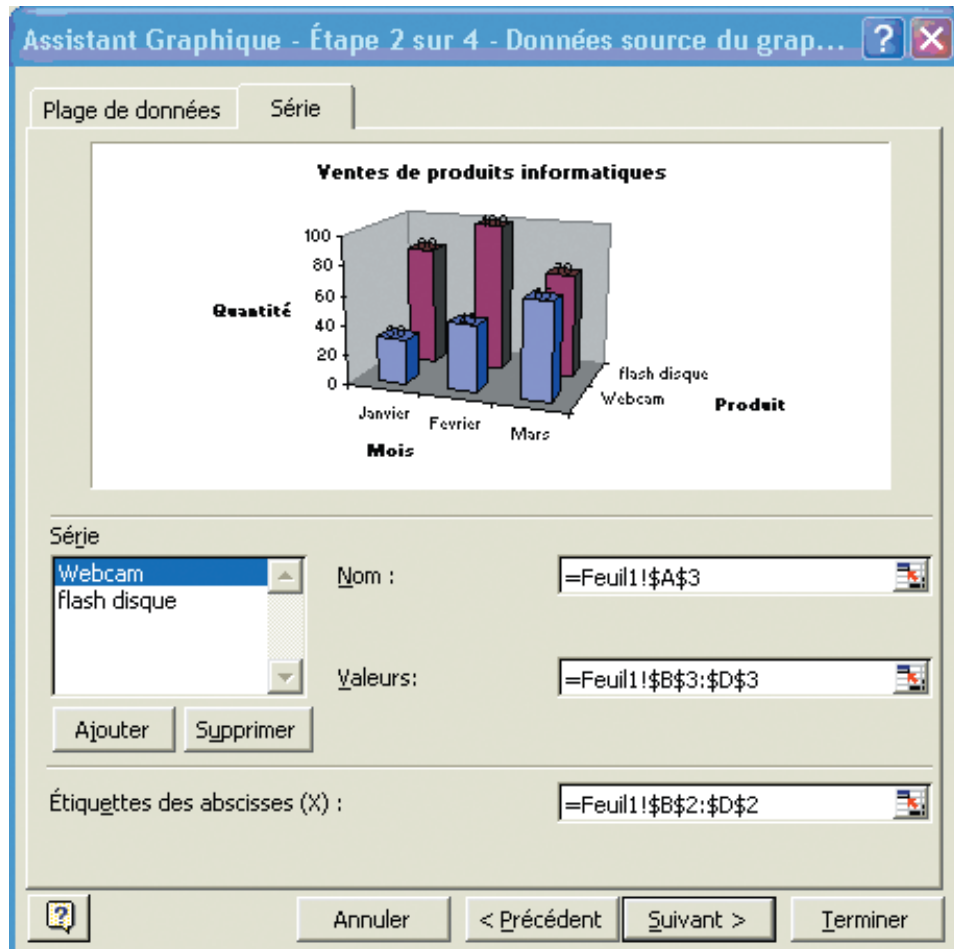 Assistant Graphique - Étape 2 sur 4 - Données source du grap...
Plage de données
Série
Ventes de produits informatiques
100
80
60
40
20
0
Quantité
Janvier
Fevrier
Mars
Mois
flash disque
Webcam
Produit
Série
Webcam
flash disque
Nom :
=Feuil1!$A$3
Valeurs:
=Feuil1!$B$3:$D$3
Ajouter
Supprimer
Étiquettes des abscisses (X) :
=Feuil1!$B$2:$D$2
Annuler
< Précédent
Suivant >
Terminer